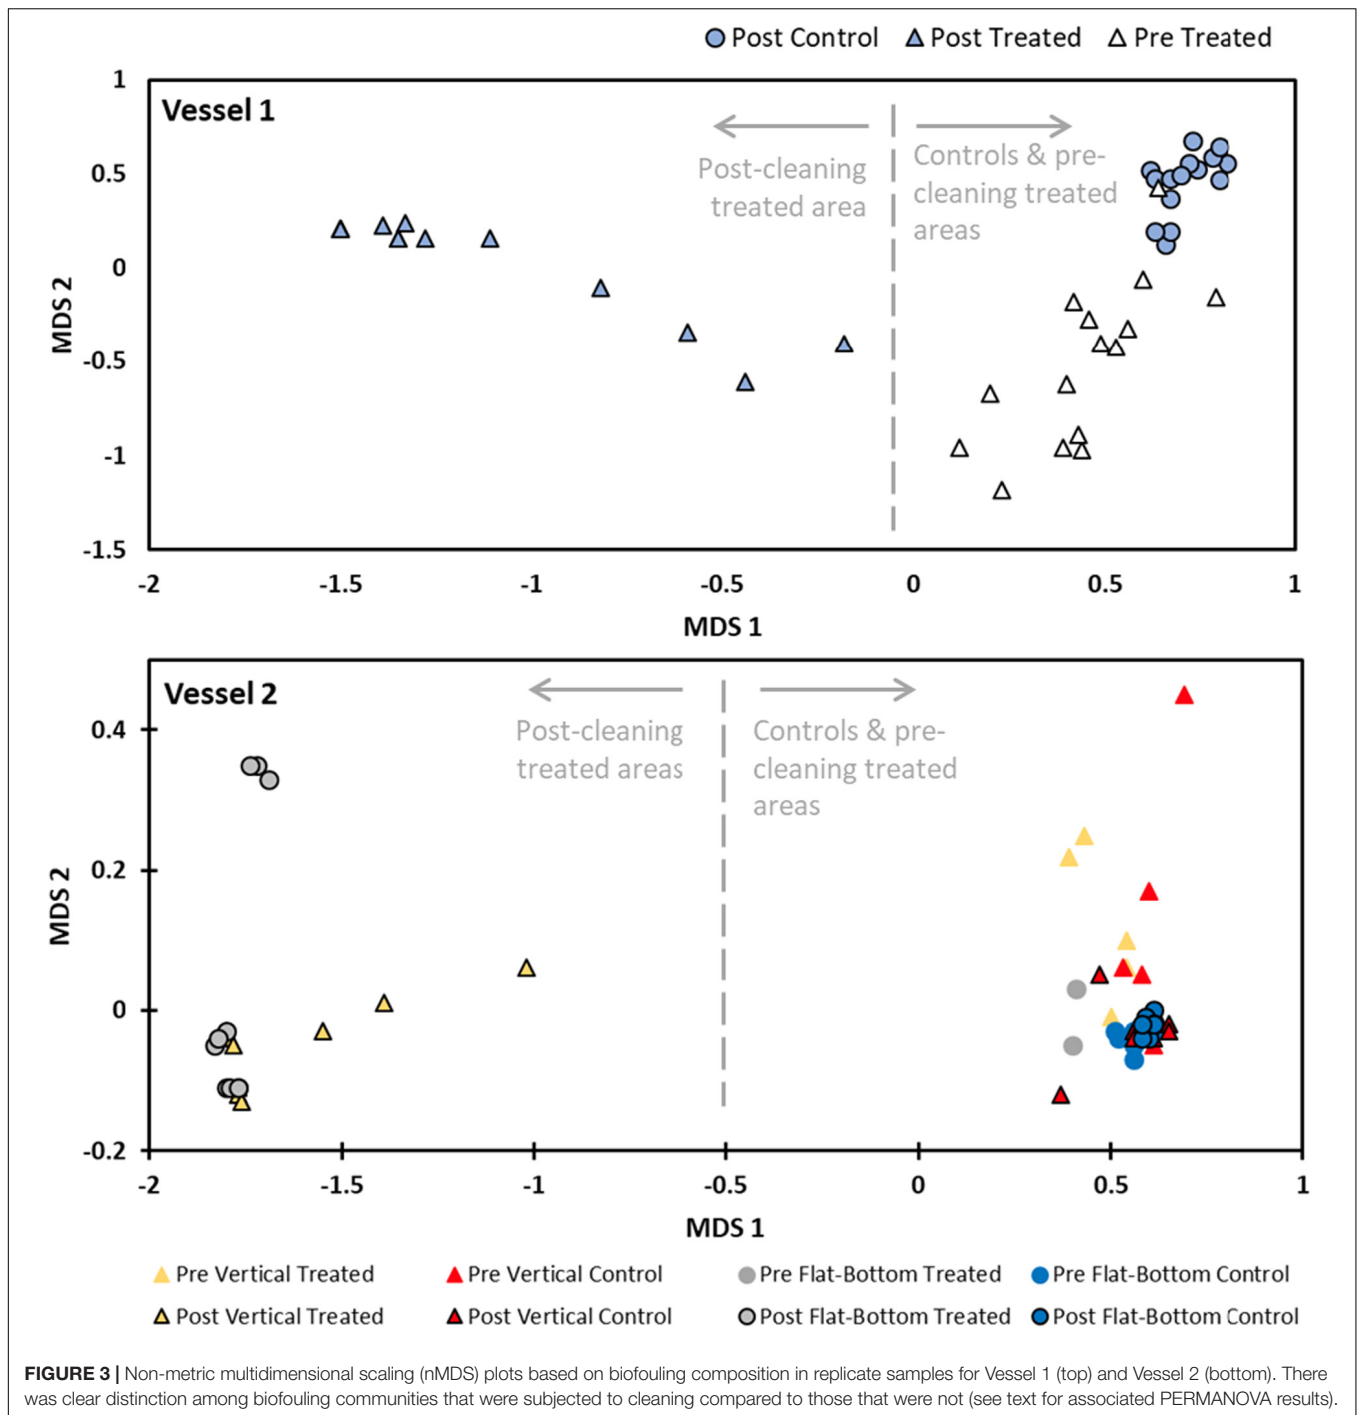 Post Control Post Treated Pre Treated
Vessel 1
Post-cleaning
treated area
Controls & pre-
cleaning treated
areas
MDS 2
1
0.5
0
-0.5
-1
-1.5
-2 -1.5 -1 -0.5 0 0.5 1
MDS 1
Vessel 2
Post-cleaning
treated areas
Controls & pre-
cleaning treated
areas
MDS 2
0.4
0.2
0
-0.2
-2 -1.5 -1 -0.5 0 0.5 1
MDS 1
Pre Vertical Treated Pre Vertical Control Pre Flat-Bottom Treated Pre Flat-Bottom Control
Post Vertical Treated Post Vertical Control Post Flat-Bottom Treated Post Flat-Bottom Control
FIGURE 3 | Non-metric multidimensional scaling (nMDS) plots based on biofouling composition in replicate samples for Vessel 1 (top) and Vessel 2 (bottom). There
was clear distinction among biofouling communities that were subjected to cleaning compared to those that were not (see text for associated PERMANOVA results).